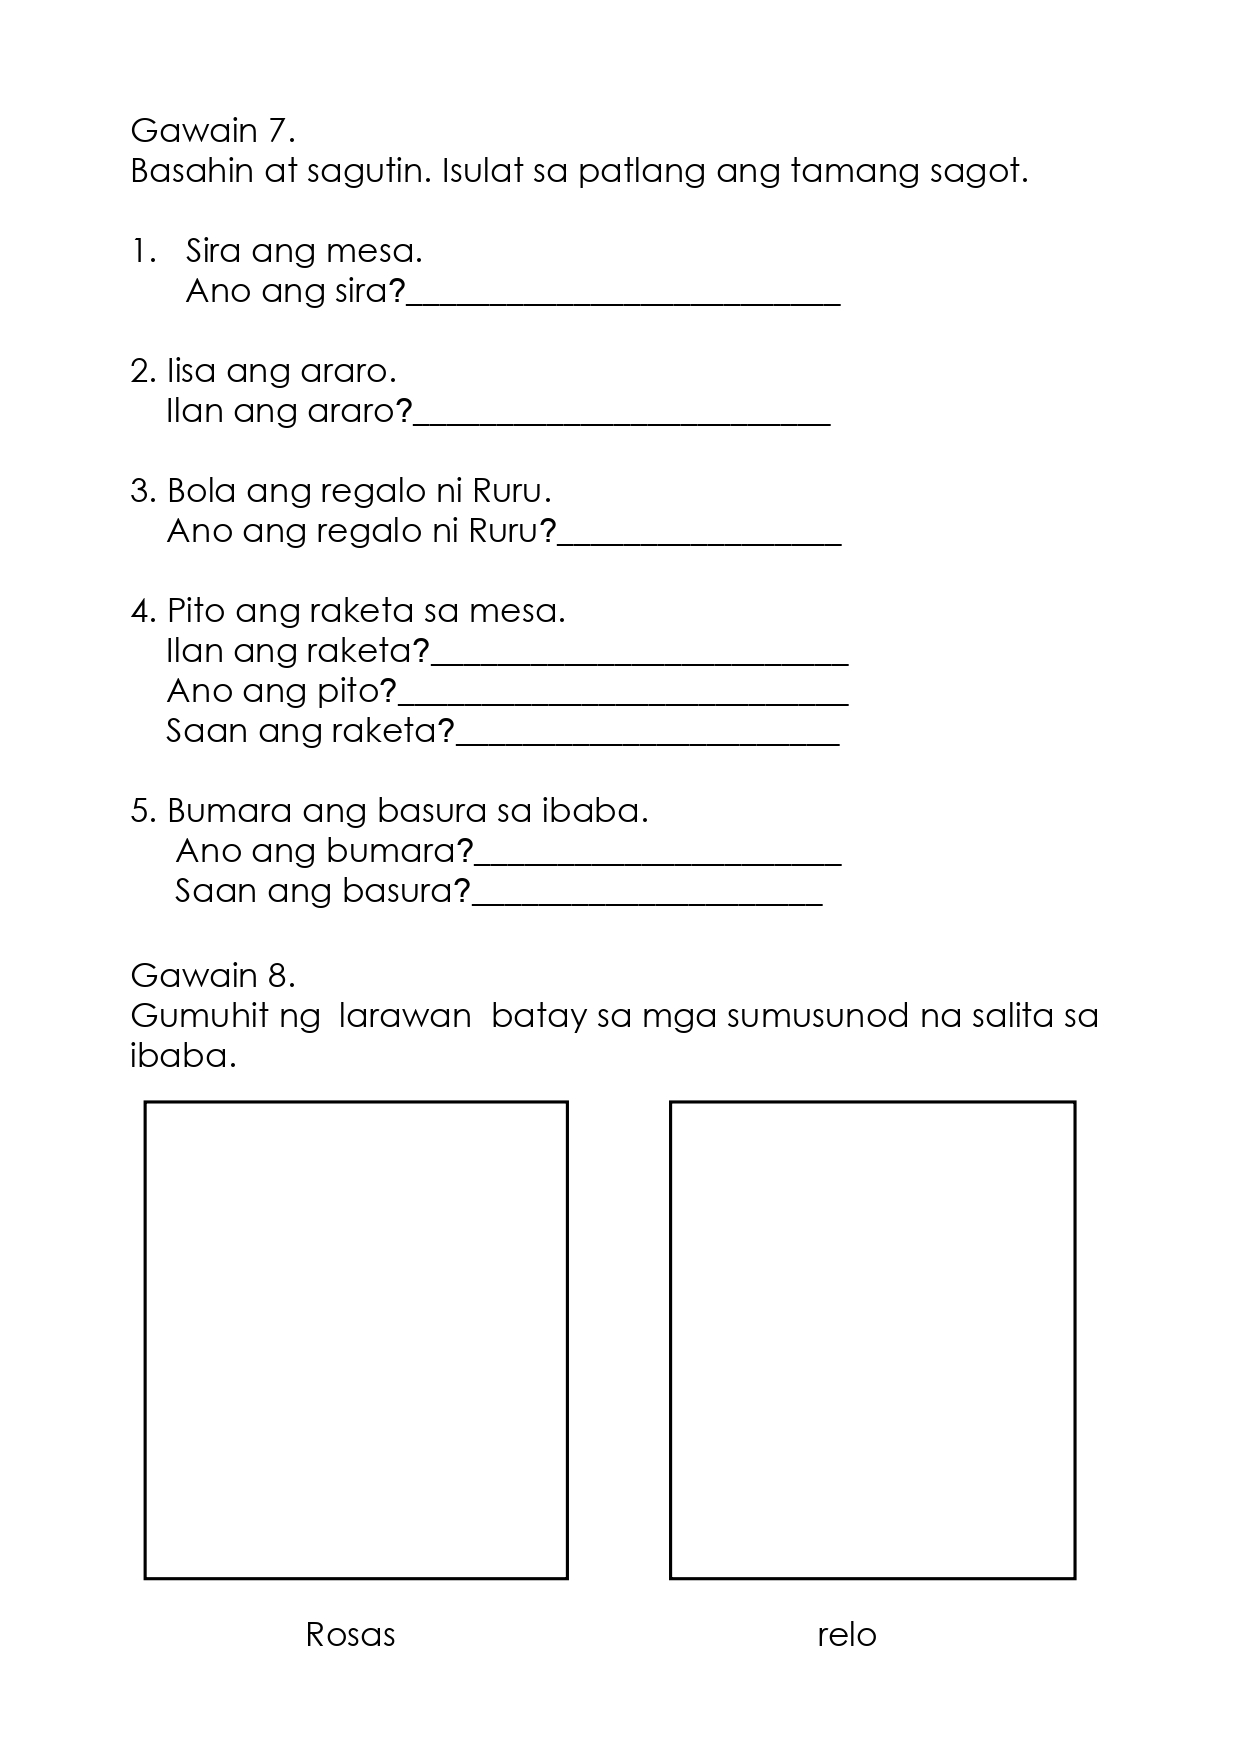 Gawain 7.
Basahin at sagutin. Isulat sa patlang ang tamang sagot.
1. Sira ang mesa.
Ano ang sira?__________________________
2. Iisa ang araro.
Ilan ang araro?_________________________
3. Bola ang regalo ni Ruru.
Ano ang regalo ni Ruru?_________________
4. Pito ang raketa sa mesa.
Ilan ang raketa?_________________________
Ano ang pito?___________________________
Saan ang raketa?_______________________
5. Bumara ang basura sa ibaba.
Ano ang bumara?______________________
Saan ang basura?_____________________
Gawain 8.
Gumuhit ng larawan batay sa mga sumusunod na salita sa
ibaba.
Rosas relo